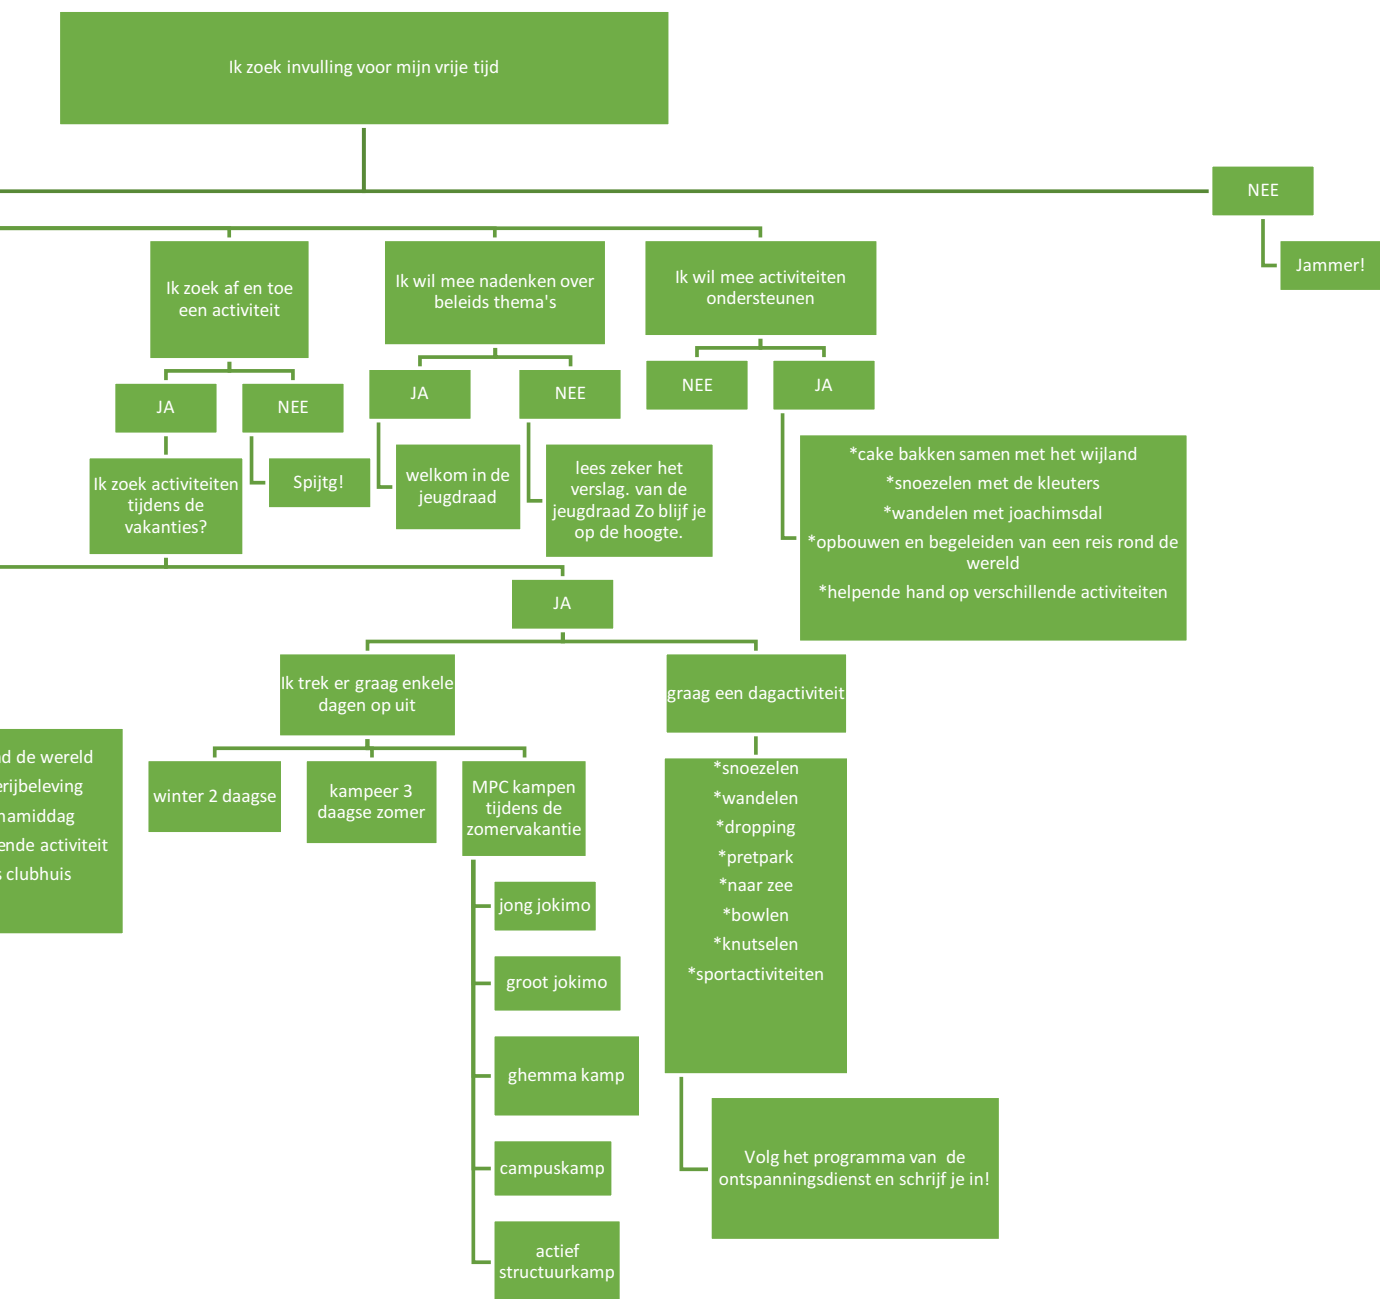 Ik zoek invulling voor mijn vrije tijd
NEE
Jammer!
Ik zoek af en toe
een activiteit
Ik wil mee nadenken over
beleids thema's
Ik wil mee activiteiten
ondersteunen
JA
NEE
JA
NEE
NEE
JA
Ik zoek activiteiten
tijdens de
vakanties?
Spijtg!
welkom in de
jeugdraad
lees zeker het
verslag. van de
jeugdraad Zo blijf je
op de hoogte.
*cake bakken samen met het wijland
*snoezelen met de kleuters
*wandelen met joachimsdal
*opbouwen en begeleiden van een reis rond de
wereld
*helpende hand op verschillende activiteiten
JA
Ik trek er graag enkele
dagen op uit
graag een dagactiviteit
de wereld
namiddag
activiteit
clubhuis
winter 2 daagse
kampeer 3
daagse zomer
MPC kampen
tijdens de
zomervakantie
jong jokimo
groot jokimo
ghemma kamp
campuskamp
actief
structuurkamp
*snoezelen
*wandelen
*dropping
*pretpark
*naar zee
*bowlen
*knutselen
*sportactiviteiten
Volg het programma van  de
ontspanningsdienst en schrijf je in!